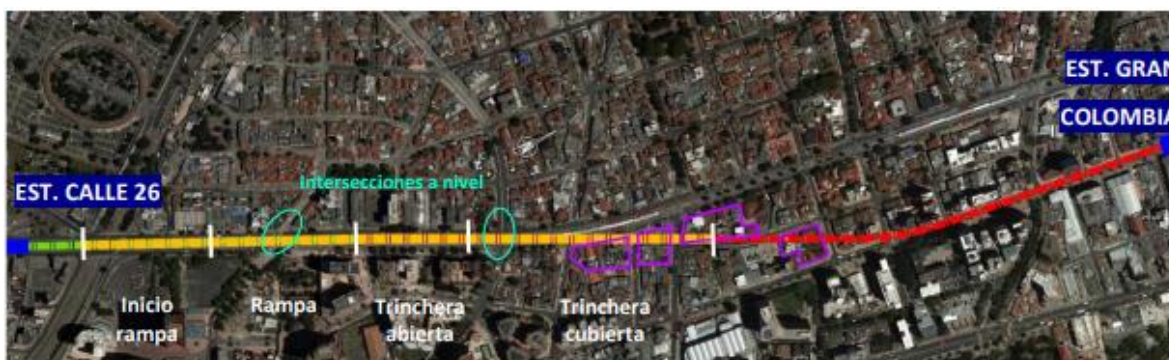 EST. GRAN
COLOMBIA
Intersecciones a nivel
EST. CALLE 26
Inicio
rampa
Rampa
Trinchera
abierta
Trinchera
cubierta